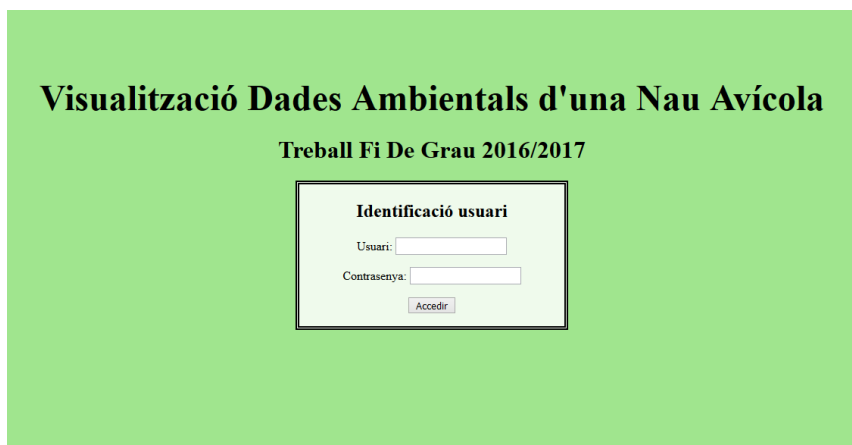 Visualització Dades Ambientals d'una Nau Avícola
Treball Fi De Grau 2016/2017
Identificació usuari
Usuari:
Contrasenya:
Accedir